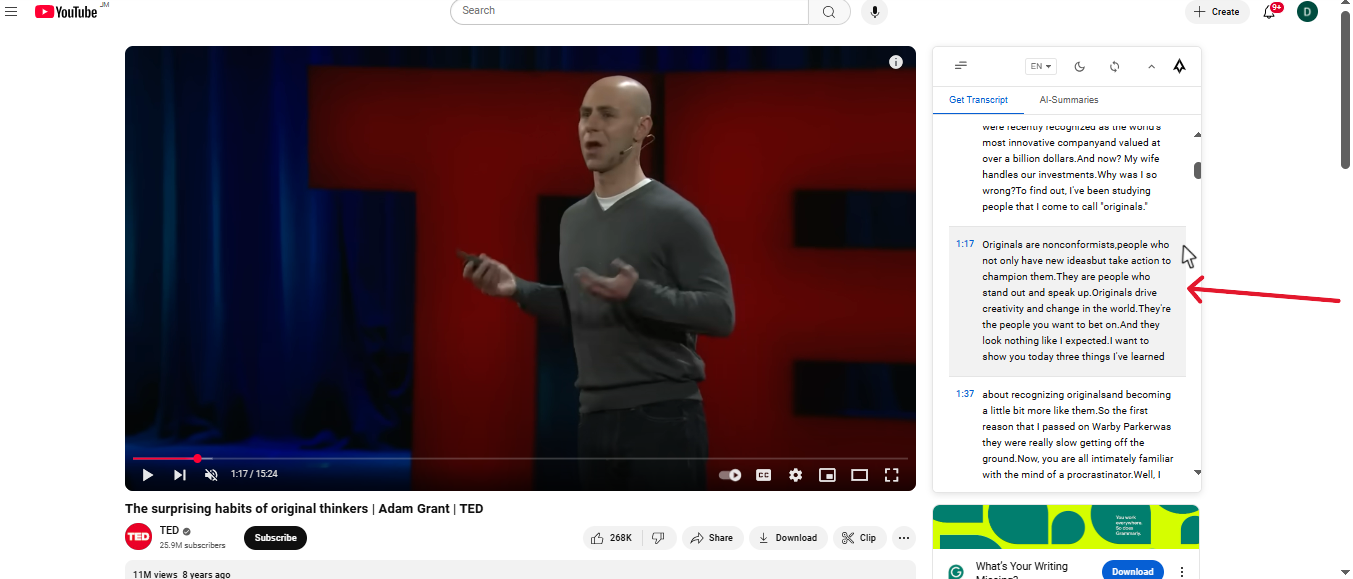 YouTube JM
Search
Create
9+
D
TED
i
1:17 / 15:24
CC
The surprising habits of original thinkers | Adam Grant | TED
TED
TED
25.9M subscribers
Subscribe
268K
Share
Download
Clip
11M views 8 years ago
EN
Get Transcript
AI-Summaries
were recently recognized as the world's
most innovative companyand valued at
over a billion dollars.And now? My wife
handles our investments.Why was I so
wrong?To find out, I've been studying
people that I come to call "originals."
1:17 Originals are nonconformists,people who
not only have new ideasbut take action to
champion them.They are people who
stand out and speak up.Originals drive
creativity and change in the world.They're
the people you want to bet on.And they
look nothing like I expected.I want to
show you today three things I've learned
1:37 about recognizing originalsand becoming
a little bit more like them.So the first
reason that I passed on Warby Parkerwas
they were really slow getting off the
ground.Now, you are all intimately familiar
with the mind of a procrastinator.Well, I
You work
everywhere.
So does
Grammarly.
What's Your Writing
Missing?
Download